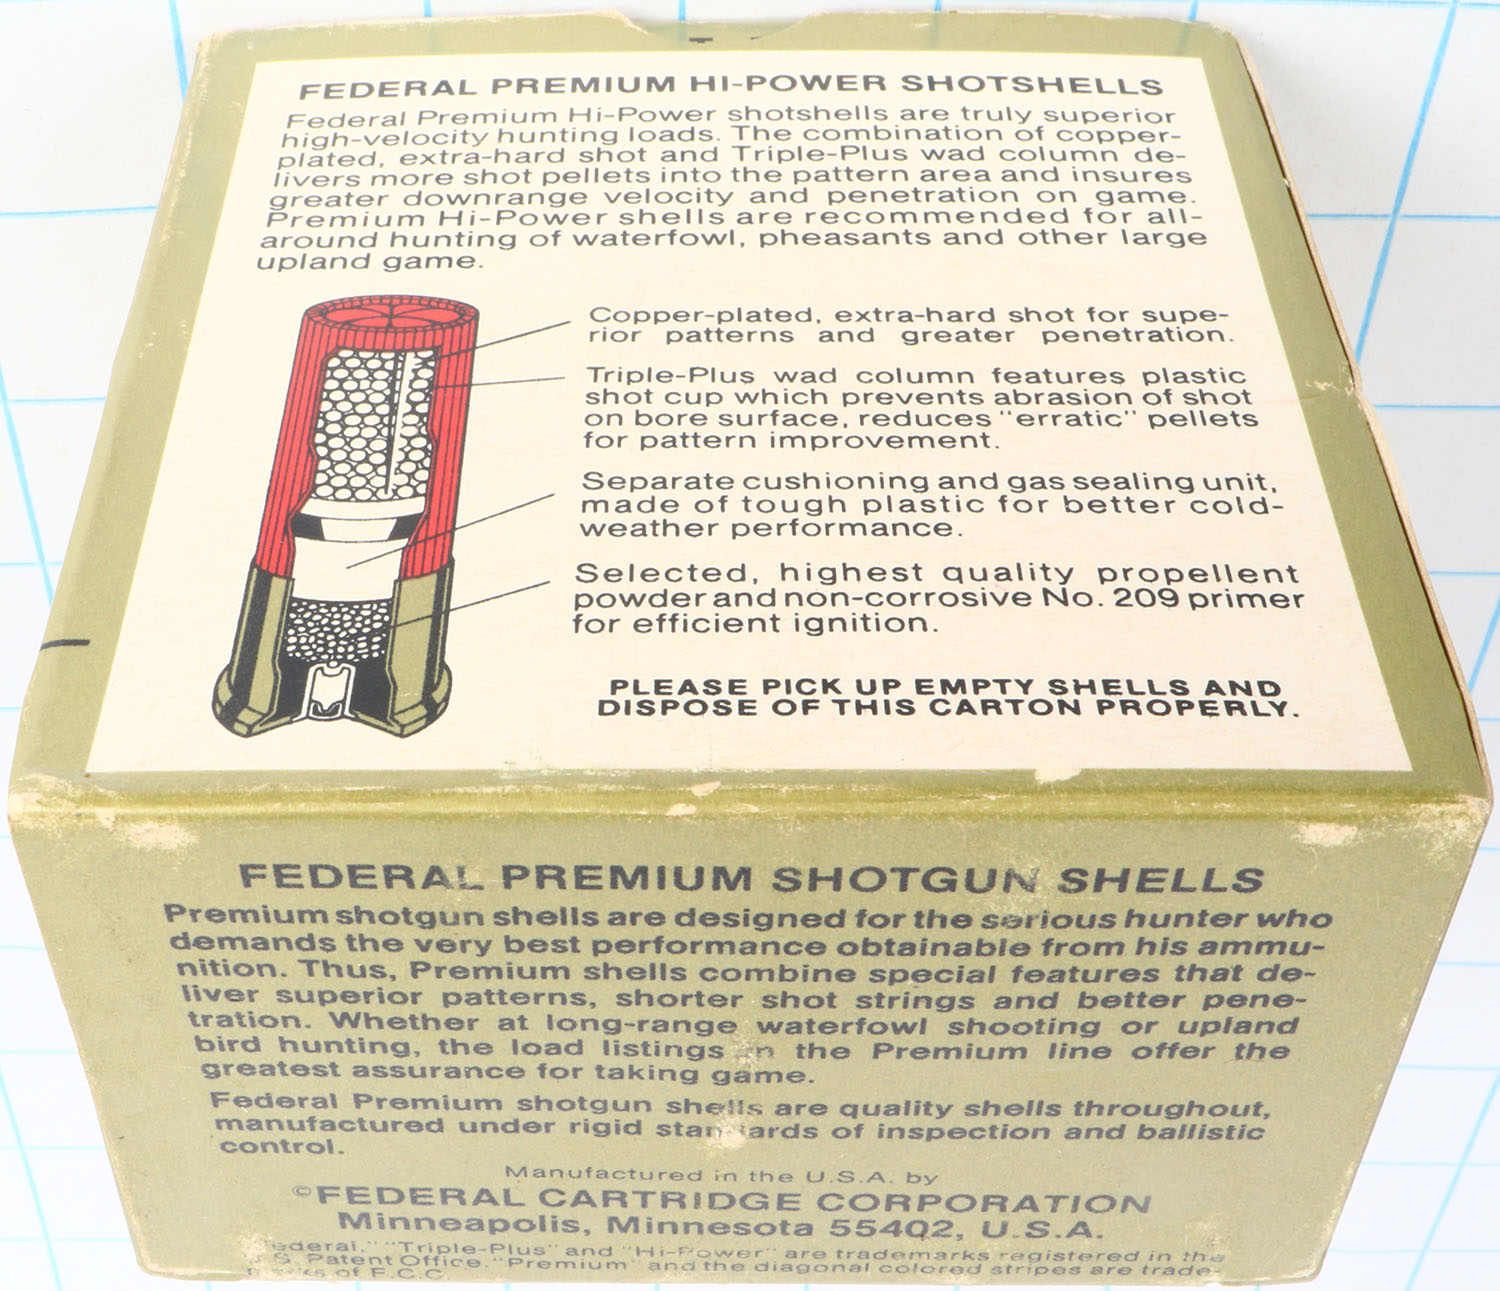 FEDERAL PREMIUM HI-POWER SHOTSHELLS
Federal Premium Hi-Power shotshells are truly superior
high-velocity hunting loads. The combination of copper-
plated, extra-hard shot and Triple-Plus wad column de-
livers more shot pellets into the pattern area and insures
greater downrange velocity and penetration on game.
Premium Hi-Power shells are recommended for all-
around hunting of waterfowl, pheasants and other large
upland game.
Copper-plated, extra-hard shot for supe-
rior patterns and greater penetration.
Triple-Plus wad column features plastic
shot cup which prevents abrasion of shot
on bore surface, reduces "erratic" pellets
for pattern improvement.
Separate cushioning and gas sealing unit,
made of tough plastic for better cold-
weather performance.
Selected, highest quality propellent
powder and non-corrosive No. 209 primer
for efficient ignition.
PLEASE PICK UP EMPTY SHELLS AND
DISPOSE OF THIS CARTON PROPERLY.
FEDERAL PREMIUM SHOTGUN SHELLS
Premium shotgun shells are designed for the serious hunter who
demands the very best performance obtainable from his ammu-
nition. Thus, Premium shells combine special features that de-
liver superior patterns, shorter shot strings and better pene-
tration. Whether at long-range waterfowl shooting or upland
bird hunting, the load listings in the Premium line offer the
greatest assurance for taking game.
Federal Premium shotgun shells are quality shells throughout,
manufactured under rigid standards of inspection and ballistic
control.
Manufactured in the U.S.A. by
©FEDERAL CARTRIDGE CORPORATION
Minneapolis, Minnesota 55402, U.S.A.
"Federal," "Triple-Plus" and "Hi-Power" are trademarks registered in the
U.S. Patent Office. "Premium" and the diagonal colored stripes are trade-
marks of F.C.C.